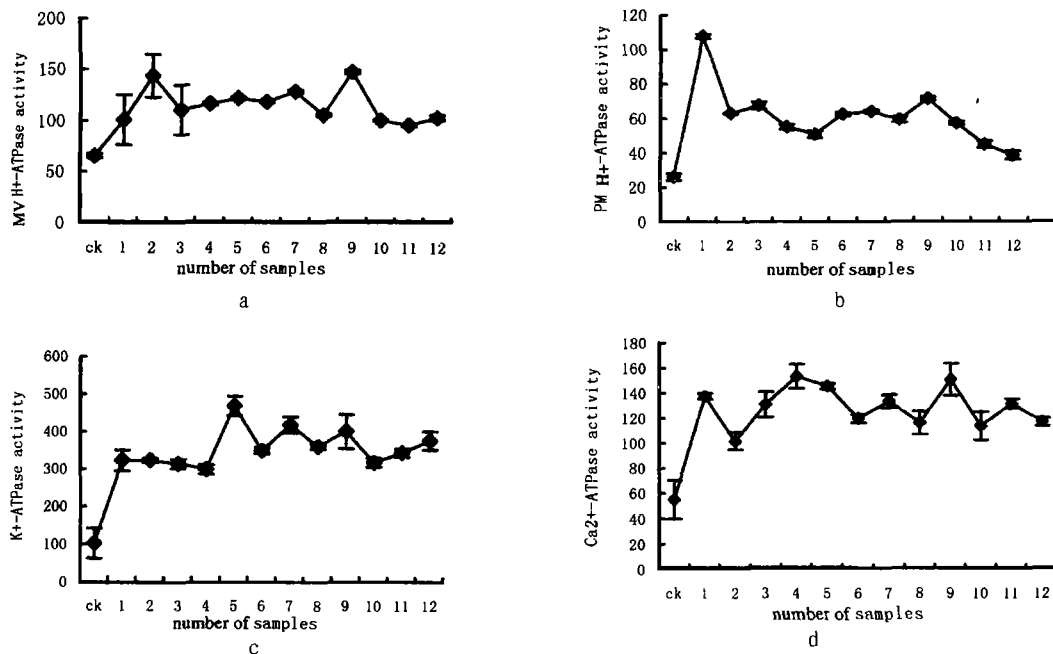 MV H+-ATPase activity
200
150
100
50
0
ck 1 2 3 4 5 6 7 8 9 10 11 12
number of samples
a
PM H+-ATPase activity
120
100
80
60
40
20
0
ck 1 2 3 4 5 6 7 8 9 10 11 12
number of samples
b
K+-ATPase activity
600
500
400
300
200
100
0
ck 1 2 3 4 5 6 7 8 9 10 11 12
number of samples
c
Ca2+-ATPase activity
180
160
140
120
100
80
60
40
20
0
ck 1 2 3 4 5 6 7 8 9 10 11 12
number of samples
d